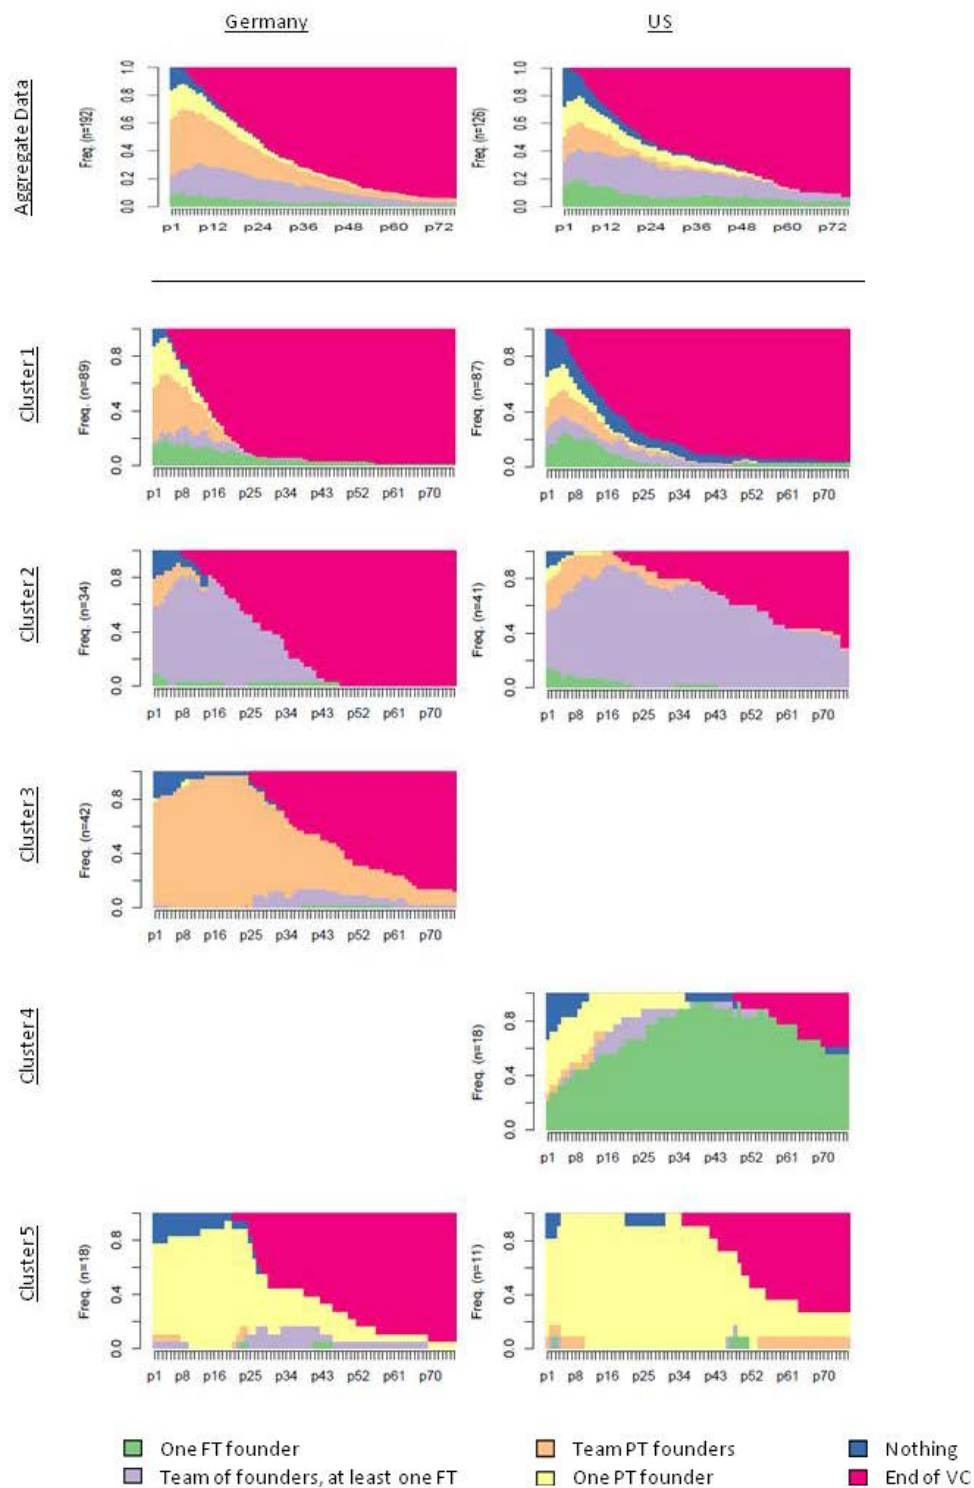 Germany US
Aggregate Data
Freq. (n=192)
0.0 0.2 0.4 0.6 0.8 1.0
p1 p12 p24 p36 p48 p60 p72
Freq. (n=126)
0.0 0.2 0.4 0.6 0.8 1.0
p1 p12 p24 p36 p48 p60 p72
Cluster 1
Freq. (n=89)
0.0 0.4 0.8
p1 p8 p16 p25 p34 p43 p52 p61 p70
Freq. (n=87)
0.0 0.4 0.8
p1 p8 p16 p25 p34 p43 p52 p61 p70
Cluster 2
Freq. (n=34)
0.0 0.4 0.8
p1 p8 p16 p25 p34 p43 p52 p61 p70
Freq. (n=41)
0.0 0.4 0.8
p1 p8 p16 p25 p34 p43 p52 p61 p70
Cluster 3
Freq. (n=42)
0.0 0.4 0.8
p1 p8 p16 p25 p34 p43 p52 p61 p70
Cluster 4
Freq. (n=18)
0.0 0.4 0.8
p1 p8 p16 p25 p34 p43 p52 p61 p70
Cluster 5
Freq. (n=18)
0.0 0.4 0.8
p1 p8 p16 p25 p34 p43 p52 p61 p70
Freq. (n=11)
0.0 0.4 0.8
p1 p8 p16 p25 p34 p43 p52 p61 p70
One FT founder Team PT founders Nothing
Team of founders, at least one FT One PT founder End of VC